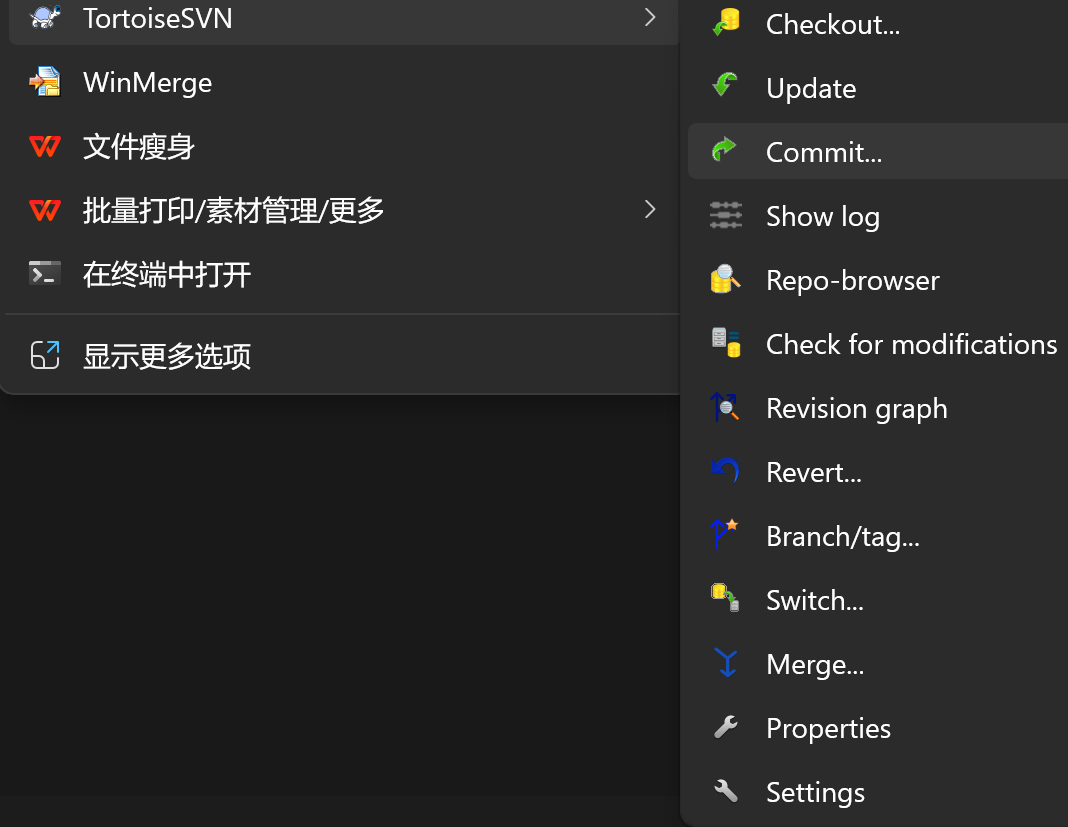 TortoiseSVN
WinMerge
文件瘦身
批量打印/素材管理/更多
在终端中打开
显示更多选项
Checkout...
Update
Commit...
Show log
Repo-browser
Check for modifications
Revision graph
Revert...
Branch/tag...
Switch...
Merge...
Properties
Settings